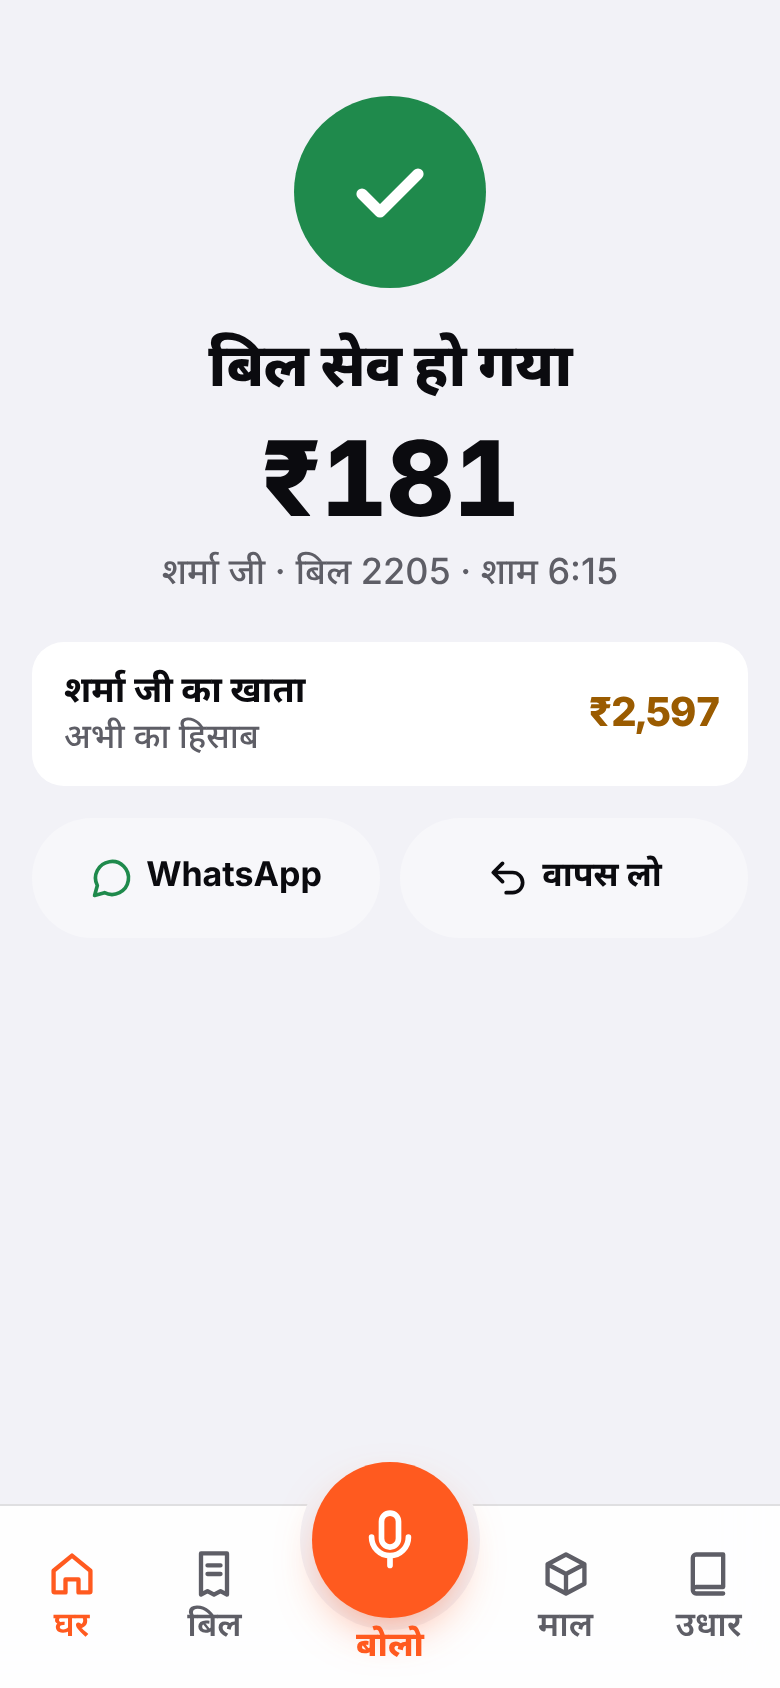 बिल सेव हो गया
₹181
शर्मा जी · बिल 2205 · शाम 6:15
शर्मा जी का खाता
अभी का हिसाब
₹2,597
WhatsApp
वापस लो
घर
बिल
बोलो
माल
उधार